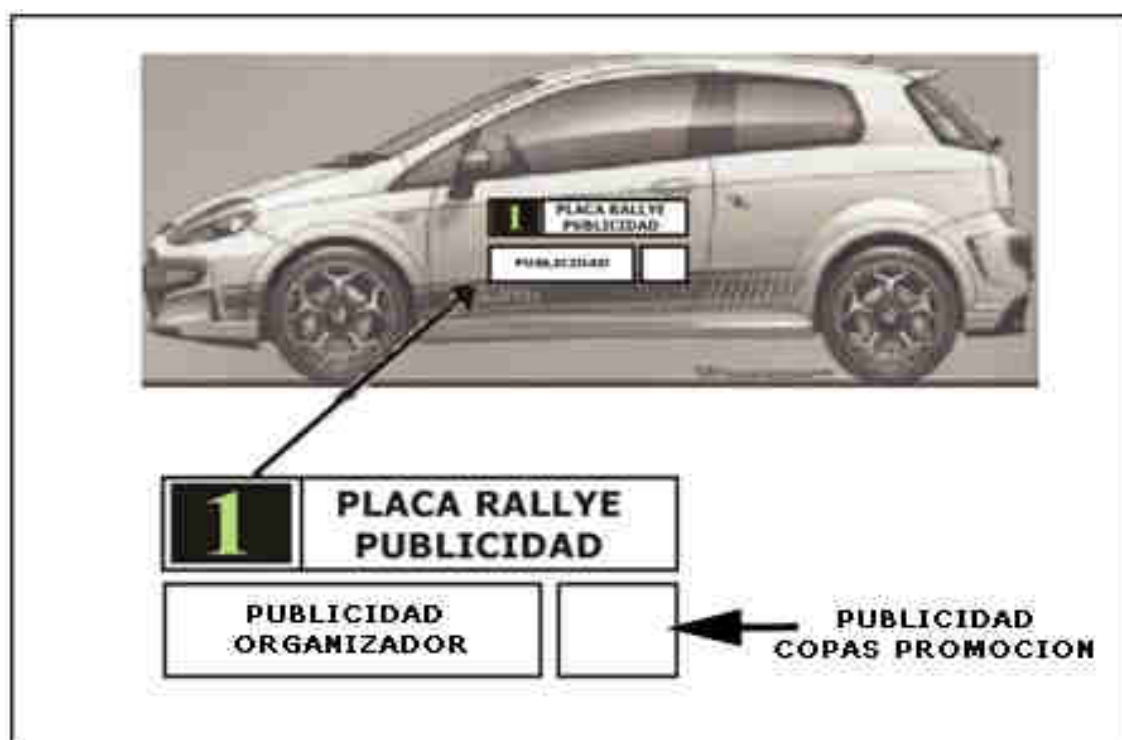 1
PLACA RALLYE
PUBLICIDAD
PUBLICIDAD
1
PLACA RALLYE
PUBLICIDAD
PUBLICIDAD
ORGANIZADOR
PUBLICIDAD
COPAS PROMOCION